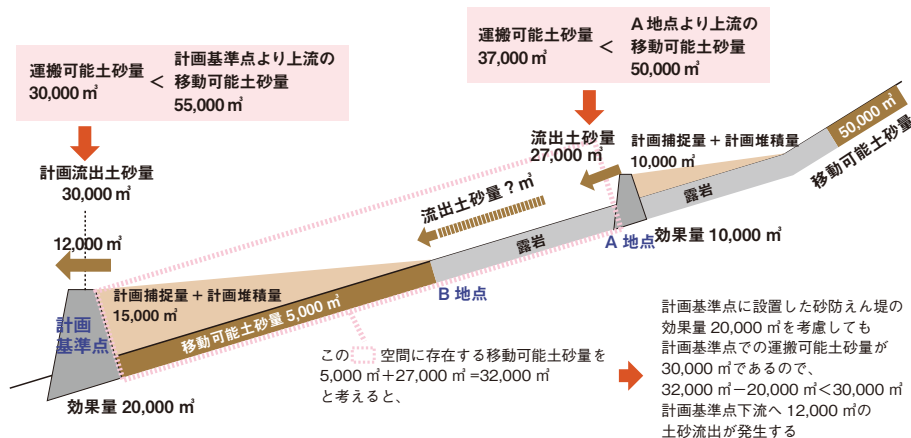 運搬可能土砂量
30,000 ㎥
<
計画基準点より上流の
移動可能土砂量
55,000 ㎥
運搬可能土砂量
37,000 ㎥
<
A 地点より上流の
移動可能土砂量
50,000 ㎥
計画流出土砂量
30,000 ㎥
12,000 ㎥
流出土砂量
27,000 ㎥
計画捕捉量 + 計画堆積量
10,000 ㎥
50,000 ㎥
移動可能土砂量
流出土砂量?㎥
露岩
露岩
A 地点
効果量 10,000 ㎥
B 地点
計画捕捉量 + 計画堆積量
15,000 ㎥
移動可能土砂量 5,000 ㎥
計画
基準点
効果量 20,000 ㎥
この 空間に存在する移動可能土砂量を
5,000 ㎥+27,000 ㎥ =32,000 ㎥
と考えると、
計画基準点に設置した砂防えん堤の
効果量 20,000 ㎥を考慮しても
計画基準点での運搬可能土砂量が
30,000 ㎥であるので、
32,000 ㎥−20,000 ㎥<30,000 ㎥
計画基準点下流へ 12,000 ㎥の
土砂流出が発生する